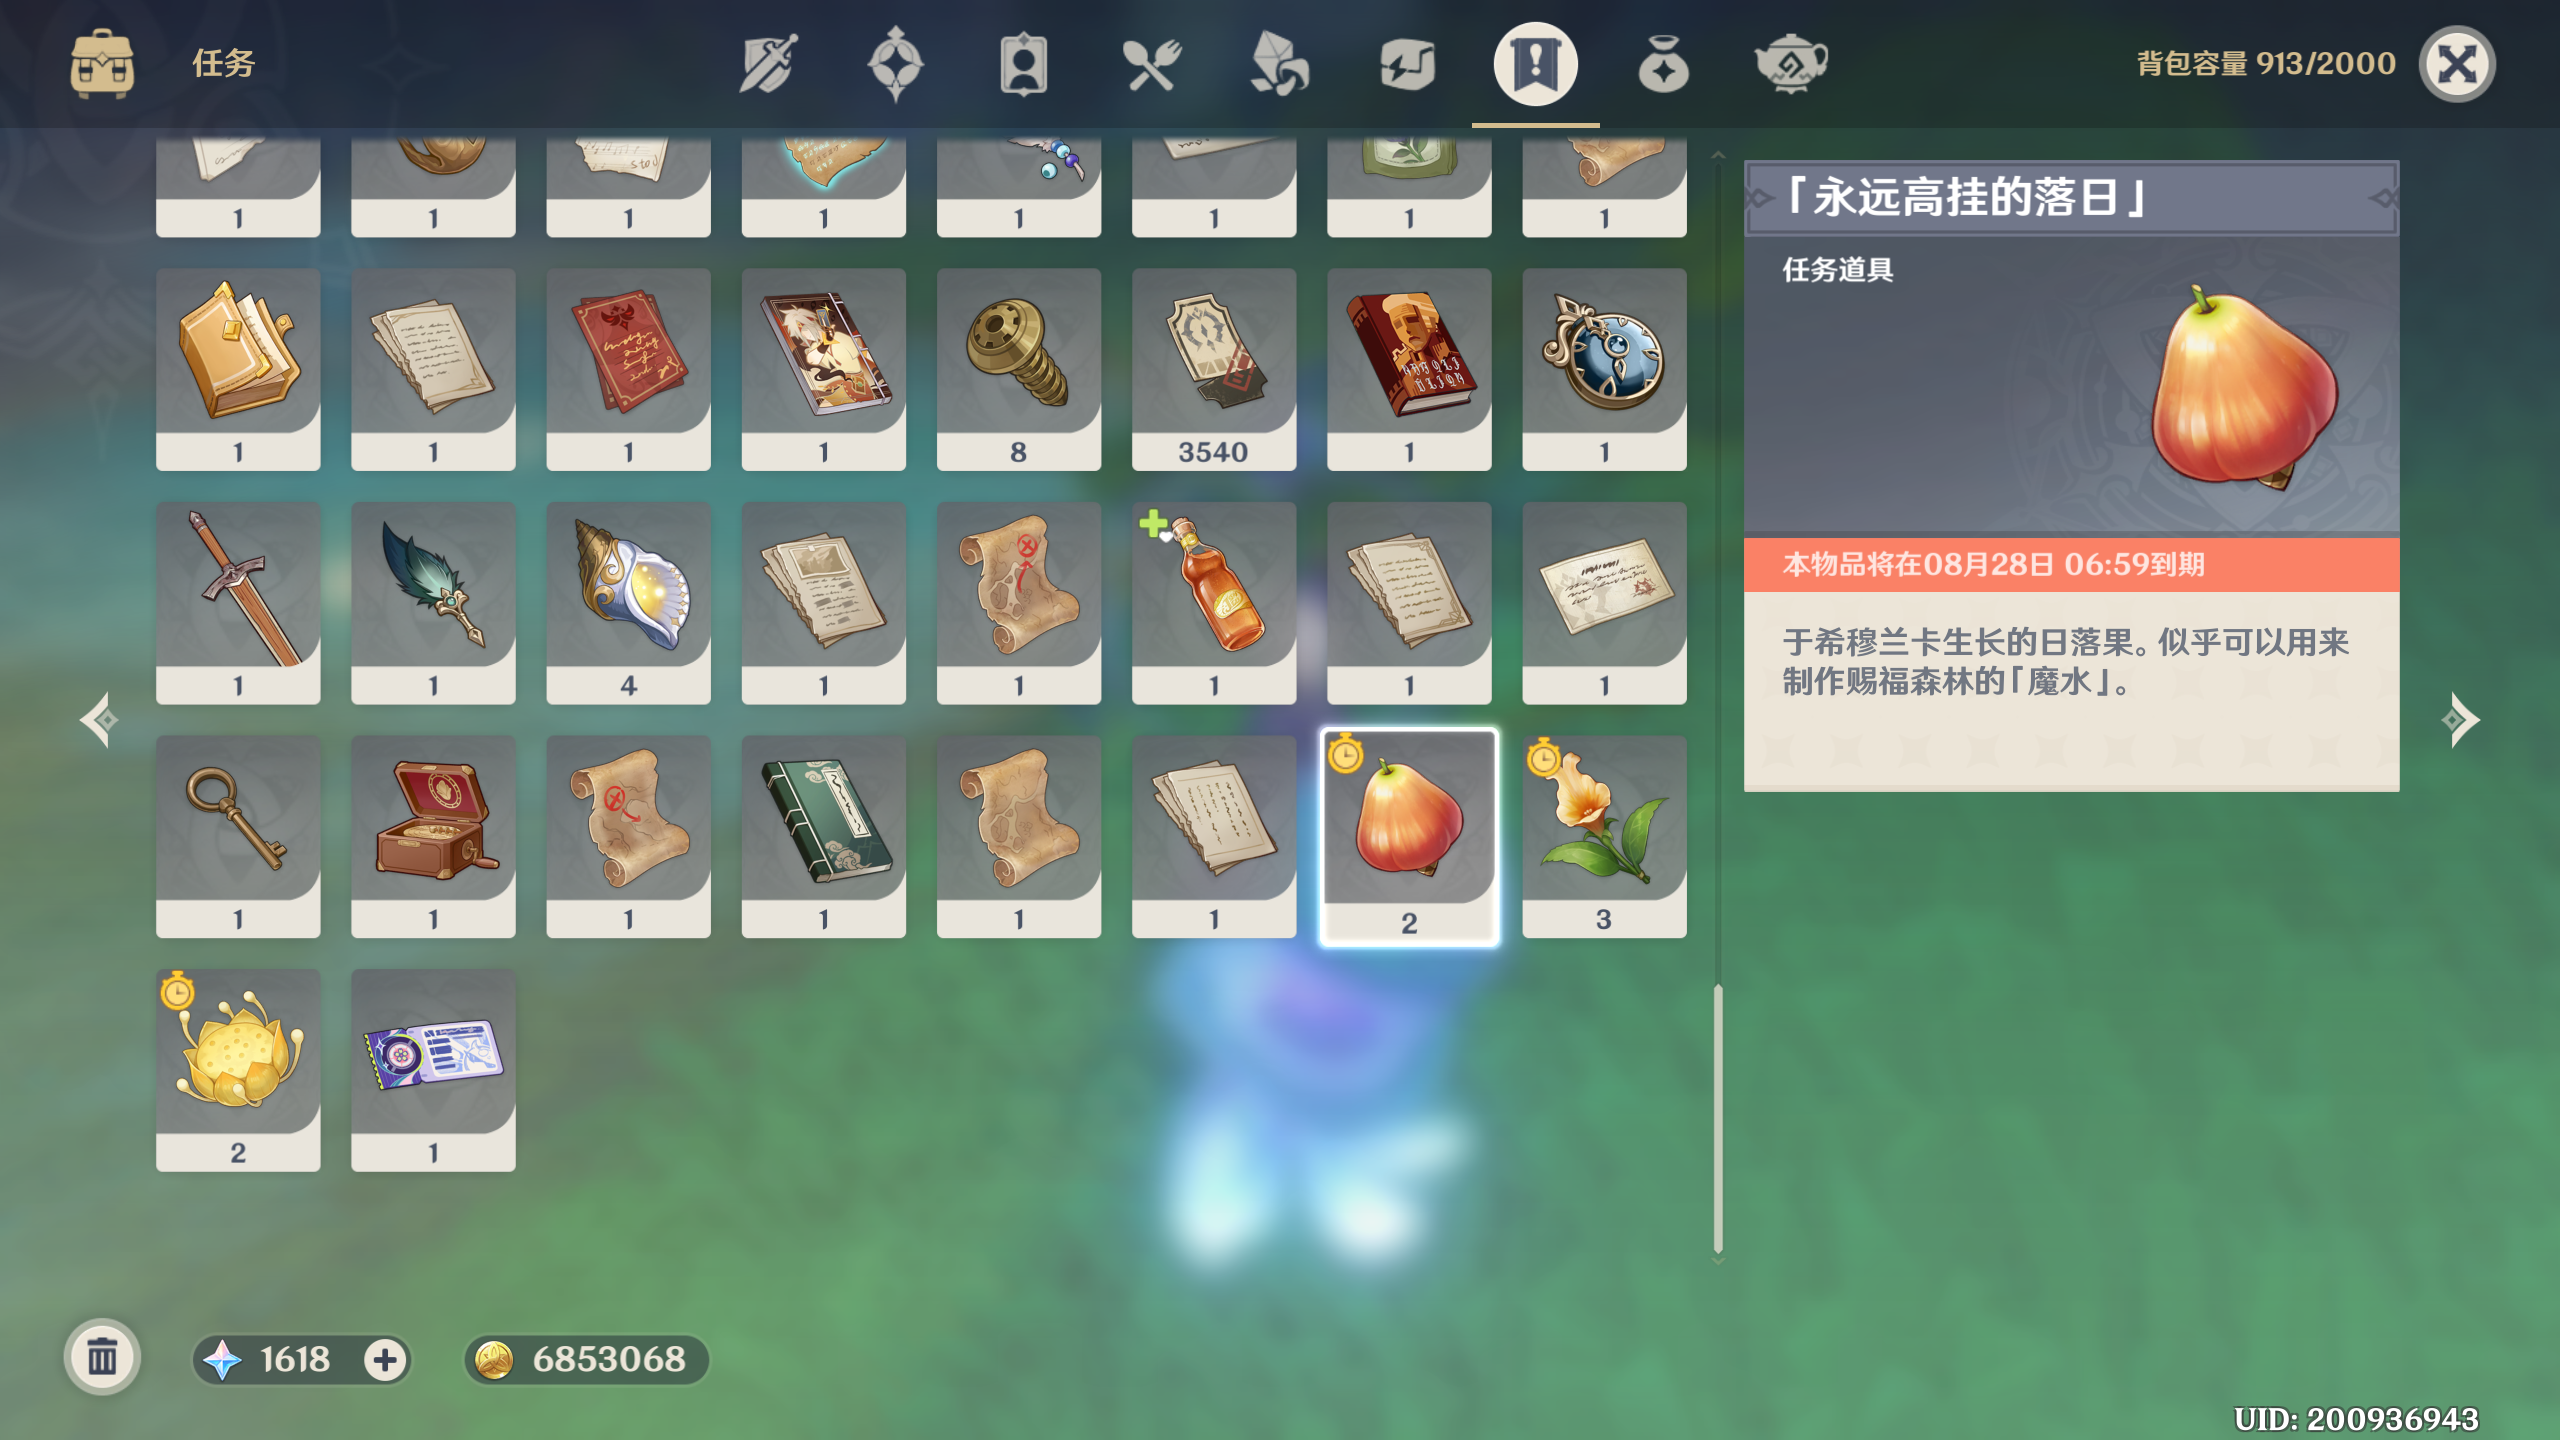 任务
背包容量 913/2000
1 1 1 1 1 1 1 1
1 1 1 1 8 3540 1 1
1 1 4 1 1 1 1 1
1 1 1 1 1 1 2 3
2 1
「永远高挂的落日」
任务道具
本物品将在08月28日 06:59到期
于希穆兰卡生长的日落果。似乎可以用来
制作赐福森林的「魔水」。
1618
6853068
UID: 200936943